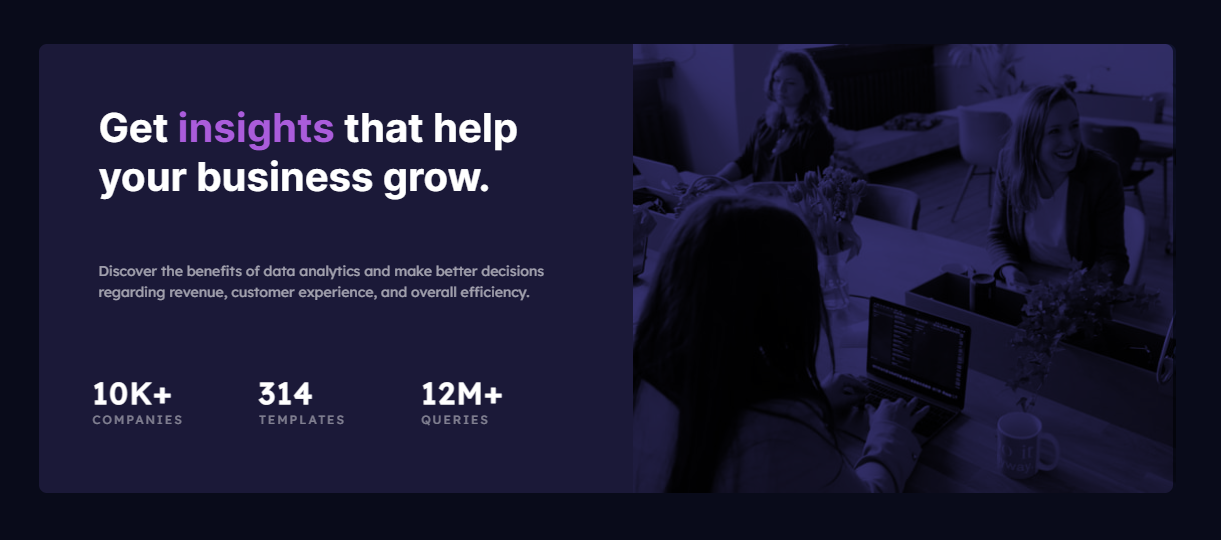 Get insights that help
your business grow.
Discover the benefits of data analytics and make better decisions
regarding revenue, customer experience, and overall efficiency.
10K+ 314 12M+
COMPANIES TEMPLATES QUERIES